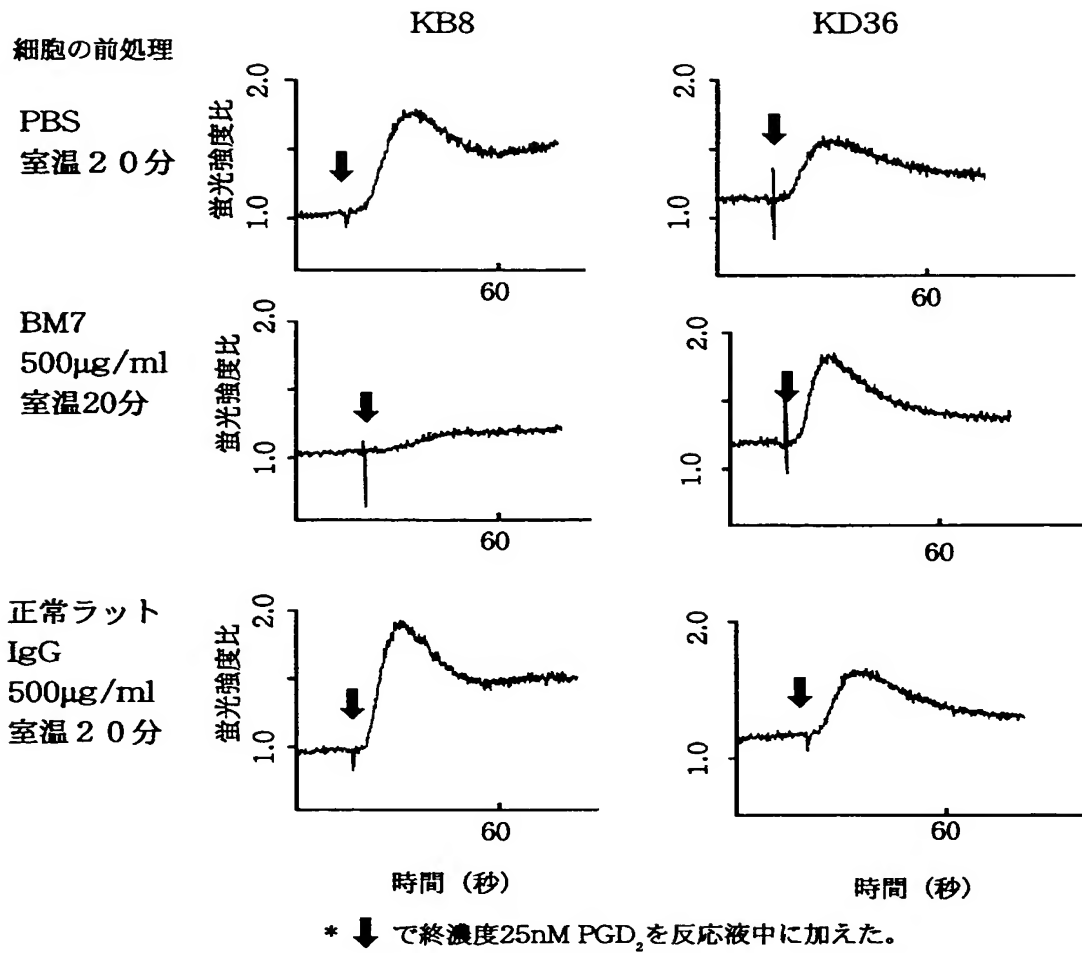 KB8
KD36
細胞の前処理
PBS
室温２０分
蛍光強度比
2.0
1.0
60
2.0
1.0
60
BM7
500μg/ml
室温20分
蛍光強度比
2.0
1.0
60
2.0
1.0
60
正常ラット
IgG
500μg/ml
室温２０分
蛍光強度比
2.0
1.0
60
2.0
1.0
60
時間（秒）
時間（秒）
* ⬇ で終濃度25nM PGD₂を反応液中に加えた。